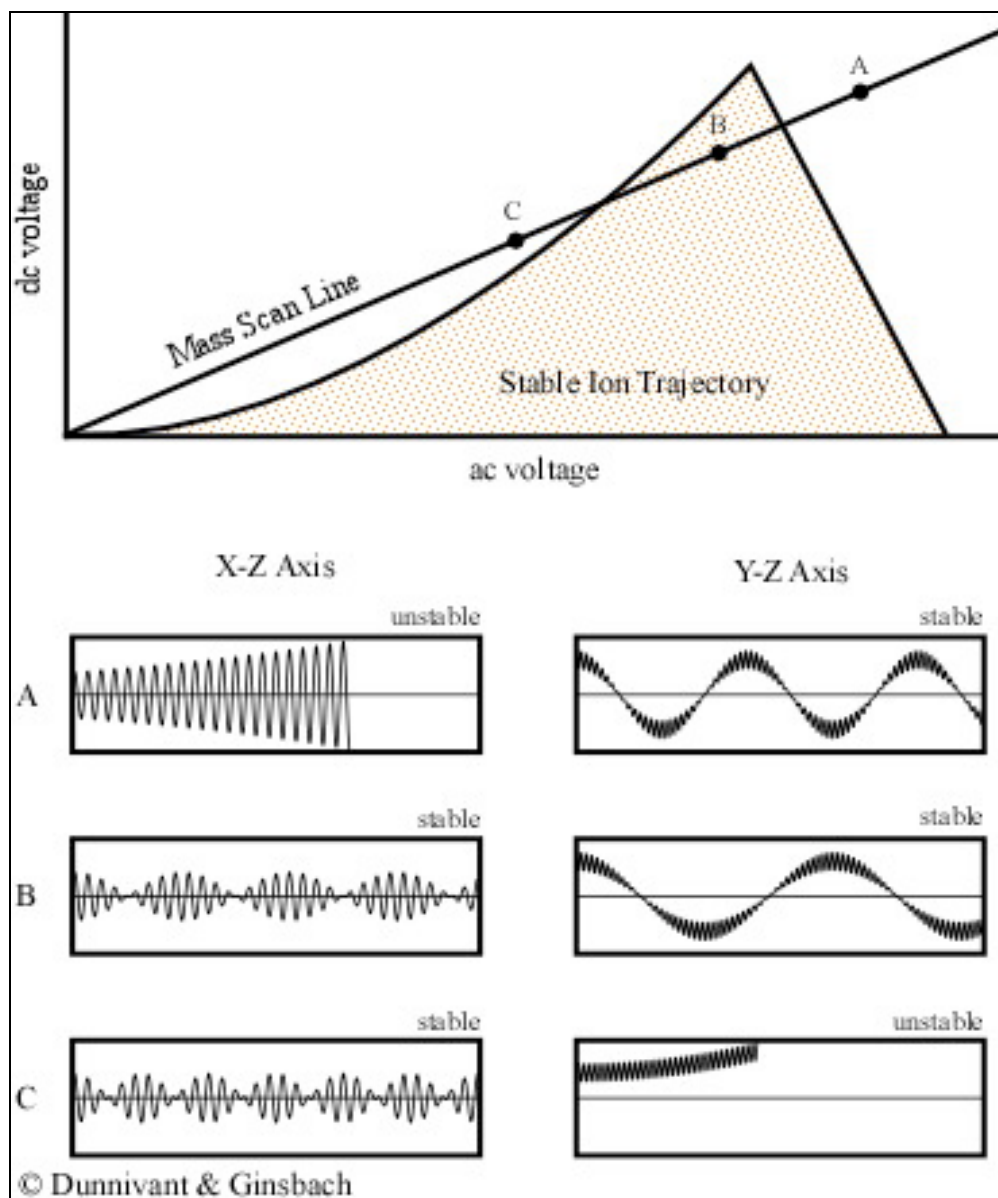 A
B
C
dc voltage
Mass Scan Line
Stable Ion Trajectory
ac voltage
X-Z Axis
Y-Z Axis
unstable
stable
A
stable
stable
B
stable
unstable
C
© Dunnivant & Ginsbach